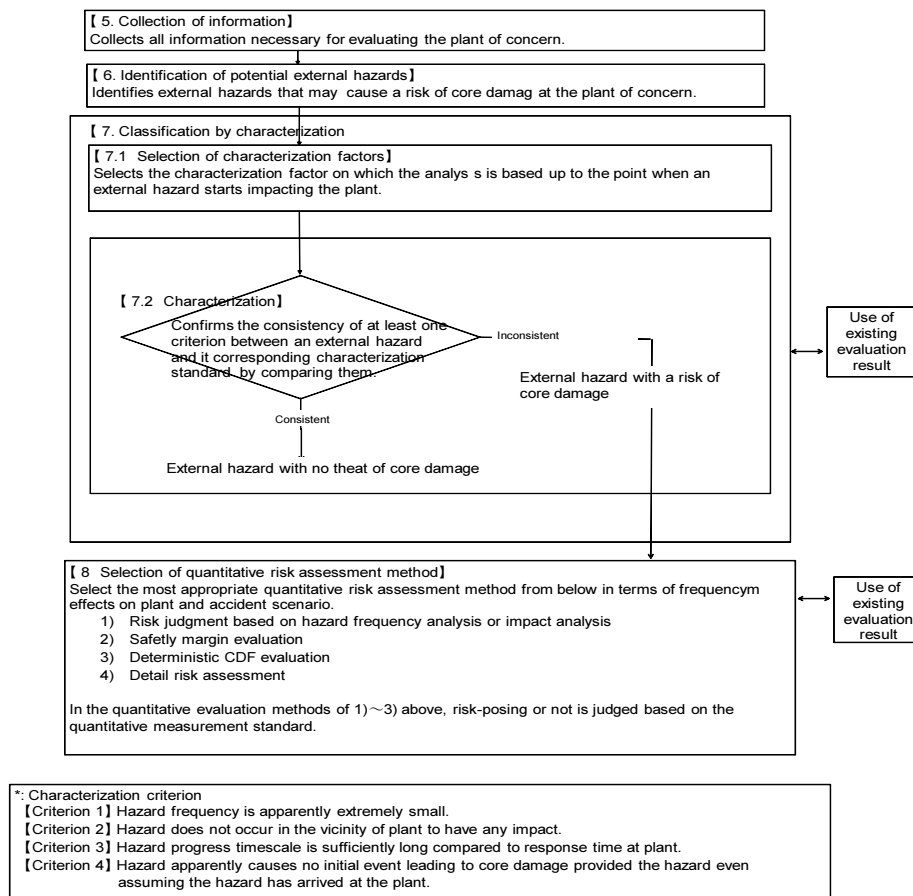 【 5. Collection of information】
Collects all information necessary for evaluating the plant of concern.
【 6. Identification of potential external hazards】
Identifies external hazards that may cause a risk of core damag at the plant of concern.
【 7. Classification by characterization
【 7.1 Selection of characterization factors】
Selects the characterization factor on which the analys s is based up to the point when an
external hazard starts impacting the plant.
【 7.2 Characterization】
Confirms the consistency of at least one
criterion between an external hazard
and it corresponding characterization
standard by comparing them.
Inconsistent
External hazard with a risk of
core damage
Consistent
External hazard with no theat of core damage
Use of
existing
evaluation
result
【 8 Selection of quantitative risk assessment method】
Select the most appropriate quantitative risk assessment method from below in terms of frequencym
effects on plant and accident scenario.
1) Risk judgment based on hazard frequency analysis or impact analysis
2) Safetly margin evaluation
3) Deterministic CDF evaluation
4) Detail risk assessment
In the quantitative evaluation methods of 1)～3) above, risk-posing or not is judged based on the
quantitative measurement standard.
Use of
existing
evaluation
result
*: Characterization criterion
【Criterion 1】Hazard frequency is apparently extremely small.
【Criterion 2】Hazard does not occur in the vicinity of plant to have any impact.
【Criterion 3】Hazard progress timescale is sufficiently long compared to response time at plant.
【Criterion 4】Hazard apparently causes no initial event leading to core damage provided the hazard even
assuming the hazard has arrived at the plant.